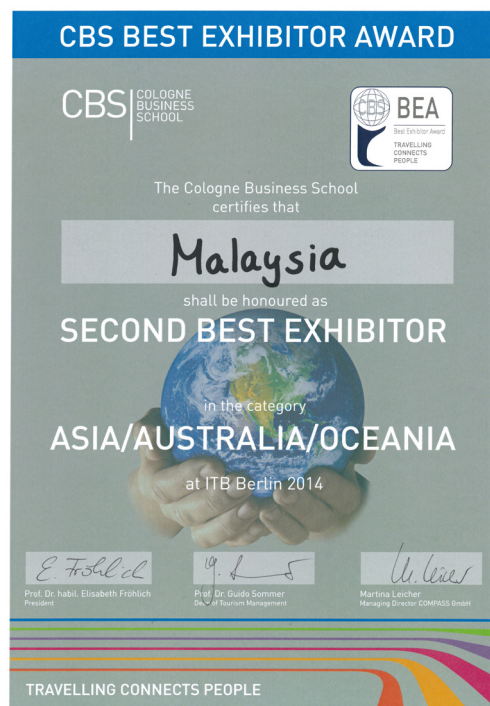 CBS BEST EXHIBITOR AWARD
CBS COLOGNE
BUSINESS
SCHOOL
CBS BEA
Best Exhibitor Award
TRAVELLING
CONNECTS
PEOPLE
The Cologne Business School
certifies that
Malaysia
shall be honoured as
SECOND BEST EXHIBITOR
in the category
ASIA/AUSTRALIA/OCEANIA
at ITB Berlin 2014
E. Fröhlich
Prof. Dr. habil. Elisabeth Fröhlich
President
Prof. Dr. Guido Sommer
Dean of Tourism Management
M. Leicher
Martina Leicher
Managing Director COMPASS GmbH
TRAVELLING CONNECTS PEOPLE